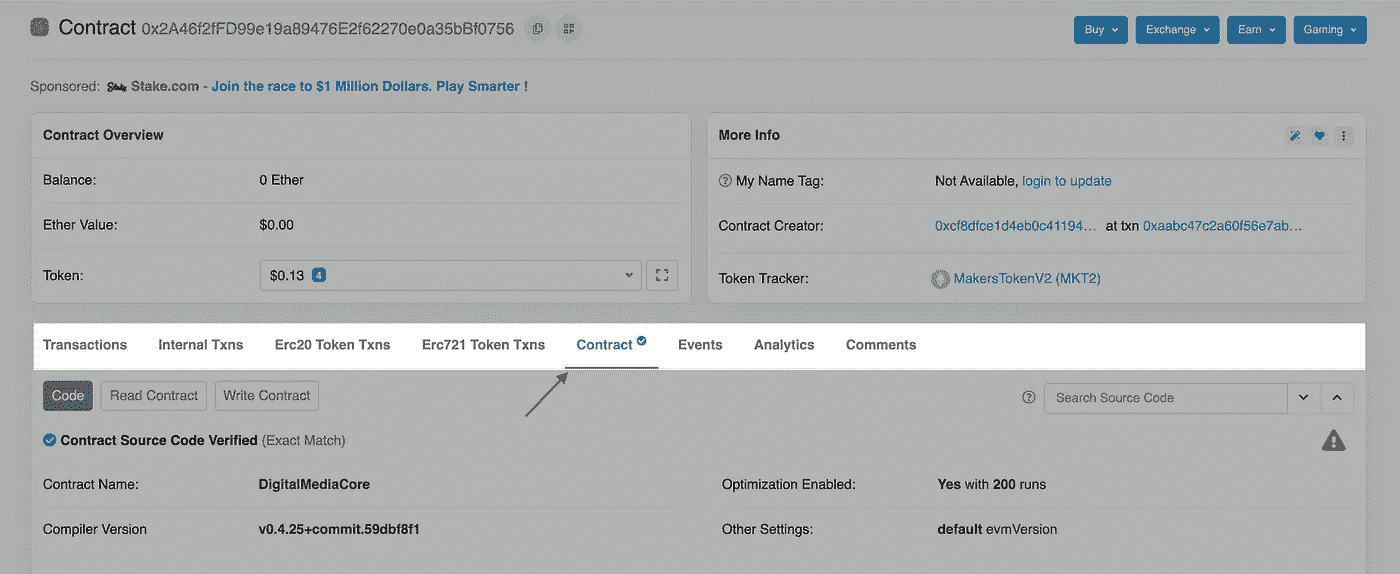 Contract 0x2A46f2fFD99e19a89476E2f62270e0a35bBf0756
Buy Exchange Earn Gaming
Sponsored: Stake.com - Join the race to $1 Million Dollars. Play Smarter !
Contract Overview
Balance: 0 Ether
Ether Value: $0.00
Token: $0.13 4
More Info
My Name Tag: Not Available, login to update
Contract Creator: 0xcf8dfce1d4eb0c41194... at txn 0xaabc47c2a60f56e7ab...
Token Tracker: MakersTokenV2 (MKT2)
Transactions Internal Txns Erc20 Token Txns Erc721 Token Txns Contract Events Analytics Comments
Code Read Contract Write Contract
? Search Source Code
Contract Source Code Verified (Exact Match)
Contract Name: DigitalMediaCore
Optimization Enabled: Yes with 200 runs
Compiler Version v0.4.25+commit.59dbf8f1
Other Settings: default evmVersion